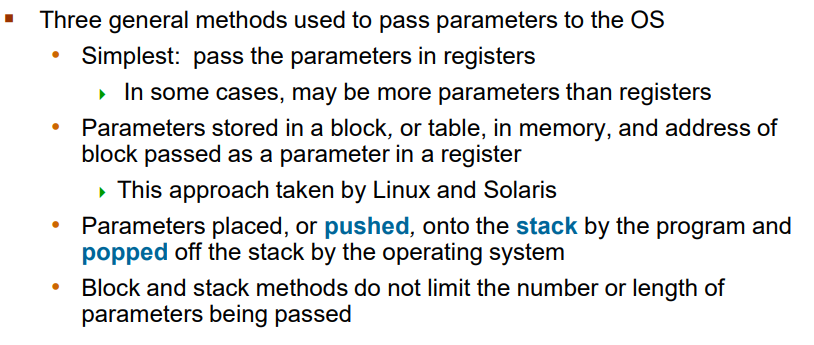 ▪ Three general methods used to pass parameters to the OS
• Simplest: pass the parameters in registers
▸ In some cases, may be more parameters than registers
• Parameters stored in a block, or table, in memory, and address of
block passed as a parameter in a register
▸ This approach taken by Linux and Solaris
• Parameters placed, or pushed, onto the stack by the program and
popped off the stack by the operating system
• Block and stack methods do not limit the number or length of
parameters being passed